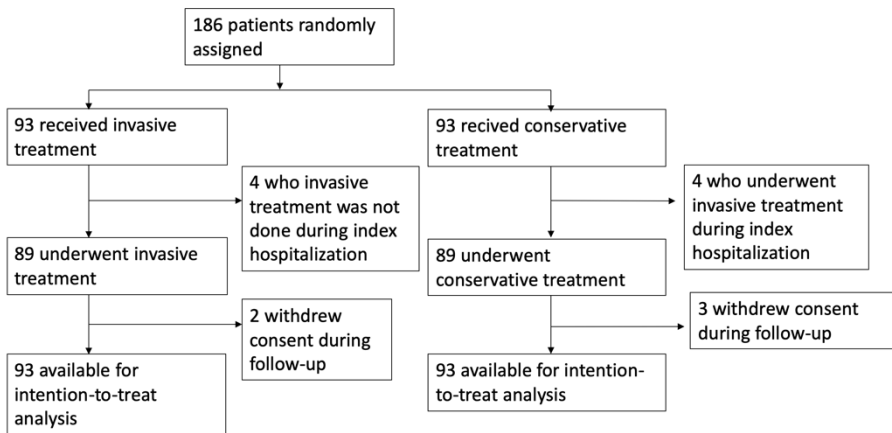 186 patients randomly
assigned
93 received invasive
treatment
93 recived conservative
treatment
4 who invasive
treatment was not
done during index
hospitalization
4 who underwent
invasive treatment
during index
hospitalization
89 underwent invasive
treatment
89 underwent
conservative treatment
2 withdrew
consent during
follow-up
3 withdrew consent
during follow-up
93 available for
intention-to-treat
analysis
93 available for intention-
to-treat analysis